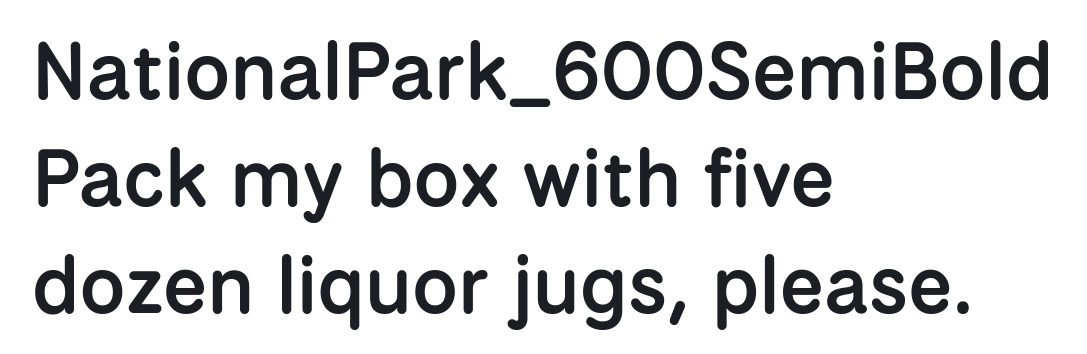 NationalPark_600SemiBold
Pack my box with five
dozen liquor jugs, please.